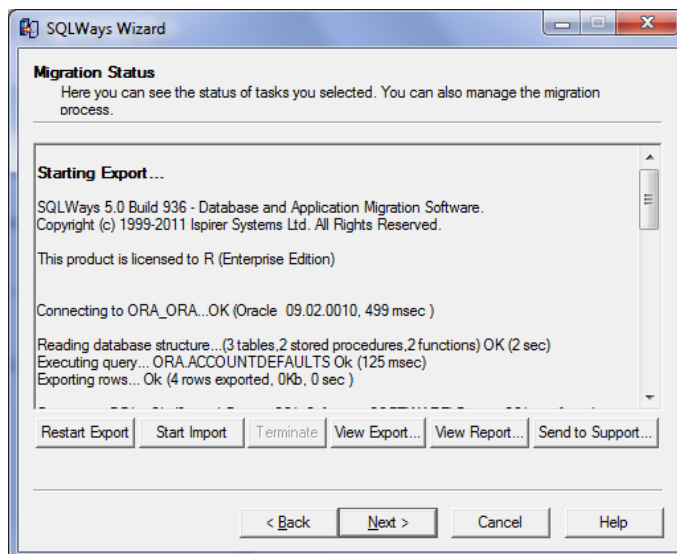 SQLWays Wizard
Migration Status
Here you can see the status of tasks you selected. You can also manage the migration
process.
Starting Export...
SQLWays 5.0 Build 936 - Database and Application Migration Software.
Copyright (c) 1999-2011 Ispirer Systems Ltd. All Rights Reserved.
This product is licensed to R (Enterprise Edition)
Connecting to ORA_ORA...OK (Oracle 09.02.0010, 499 msec )
Reading database structure...(3 tables,2 stored procedures,2 functions) OK (2 sec)
Executing query... ORA.ACCOUNTDEFAULTS Ok (125 msec)
Exporting rows... Ok (4 rows exported, 0Kb, 0 sec )
Restart Export Start Import Terminate View Export... View Report... Send to Support...
< Back Next > Cancel Help